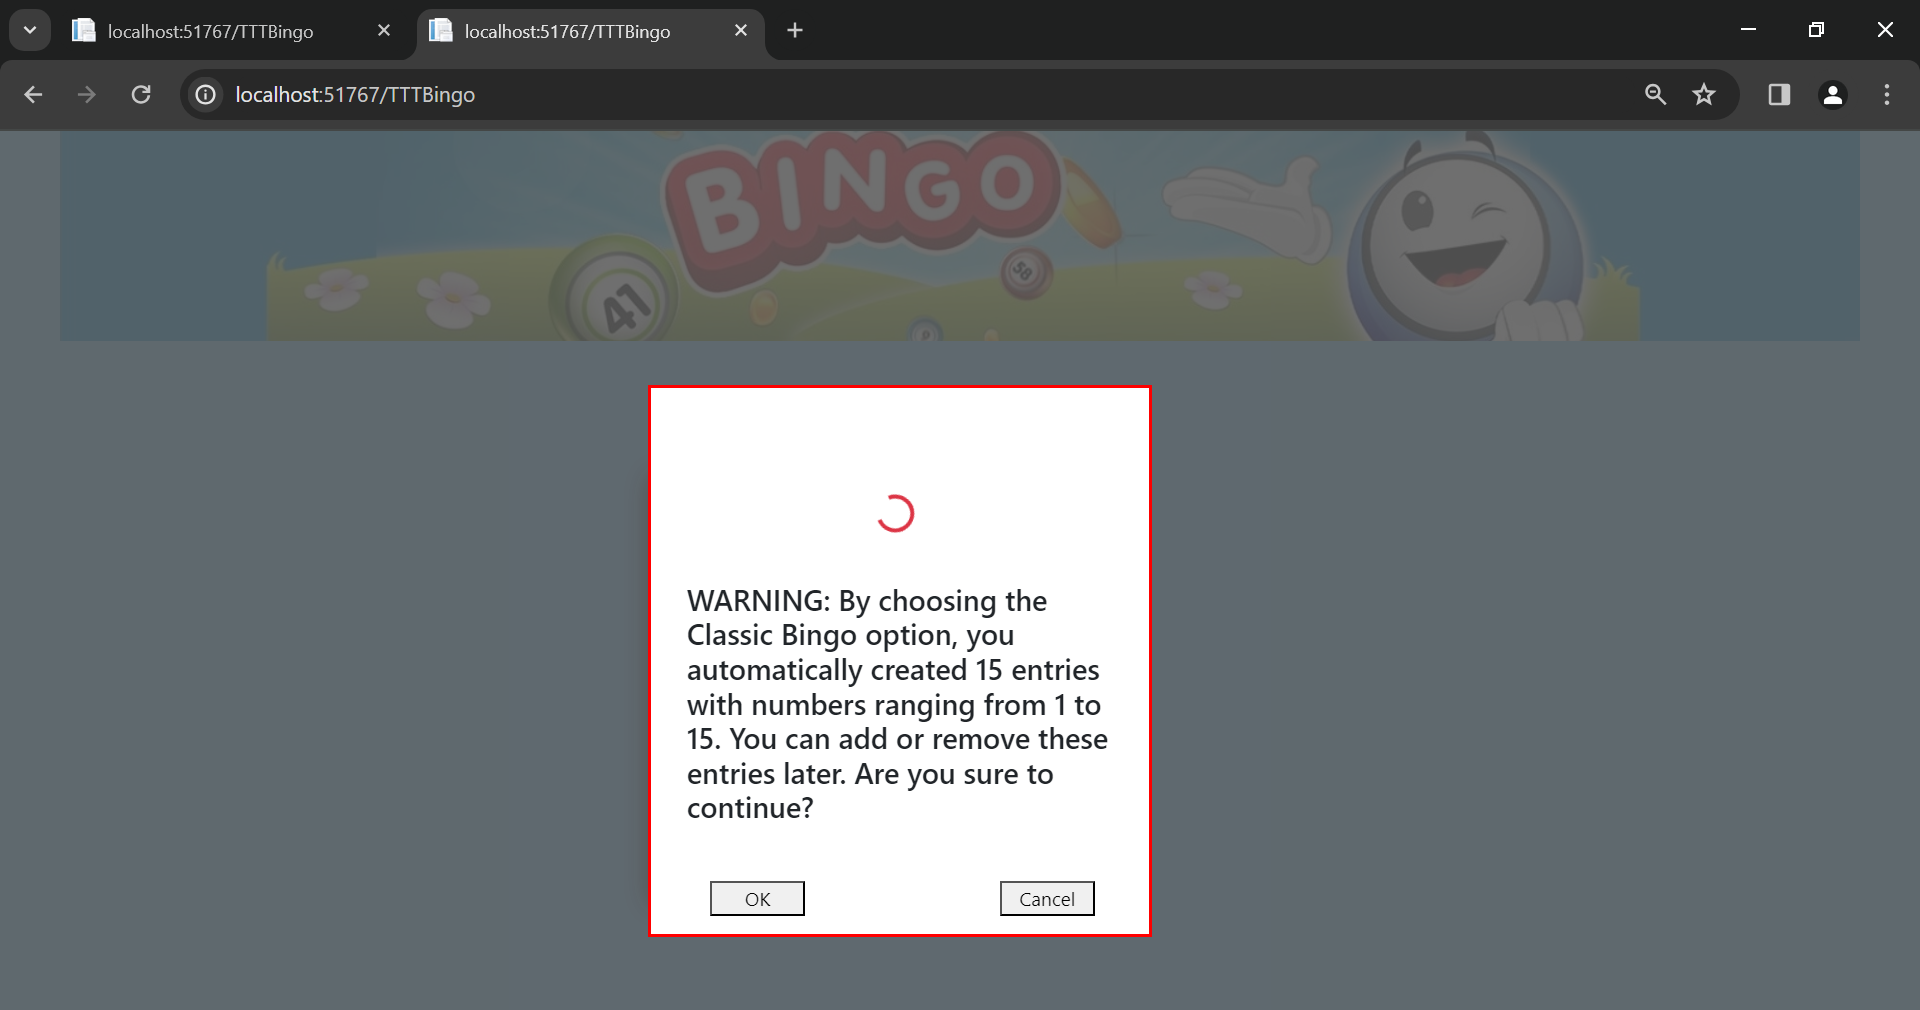 localhost:51767/TTTBingo
localhost:51767/TTTBingo
localhost:51767/TTTBingo
BINGO
58
41
WARNING: By choosing the
Classic Bingo option, you
automatically created 15 entries
with numbers ranging from 1 to
15. You can add or remove these
entries later. Are you sure to
continue?
OK
Cancel